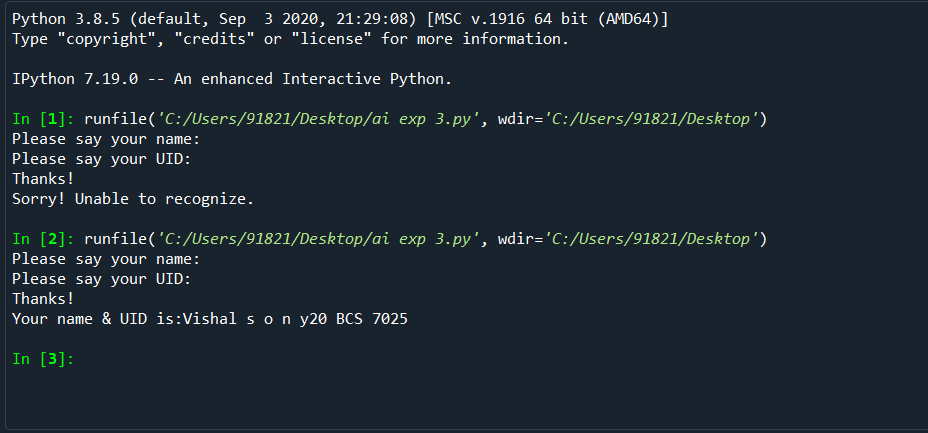 Python 3.8.5 (default, Sep  3 2020, 21:29:08) [MSC v.1916 64 bit (AMD64)]
Type "copyright", "credits" or "license" for more information.
IPython 7.19.0 -- An enhanced Interactive Python.
In [1]: runfile('C:/Users/91821/Desktop/ai exp 3.py', wdir='C:/Users/91821/Desktop')
Please say your name:
Please say your UID:
Thanks!
Sorry! Unable to recognize.
In [2]: runfile('C:/Users/91821/Desktop/ai exp 3.py', wdir='C:/Users/91821/Desktop')
Please say your name:
Please say your UID:
Thanks!
Your name & UID is:Vishal s o n y20 BCS 7025
In [3]: